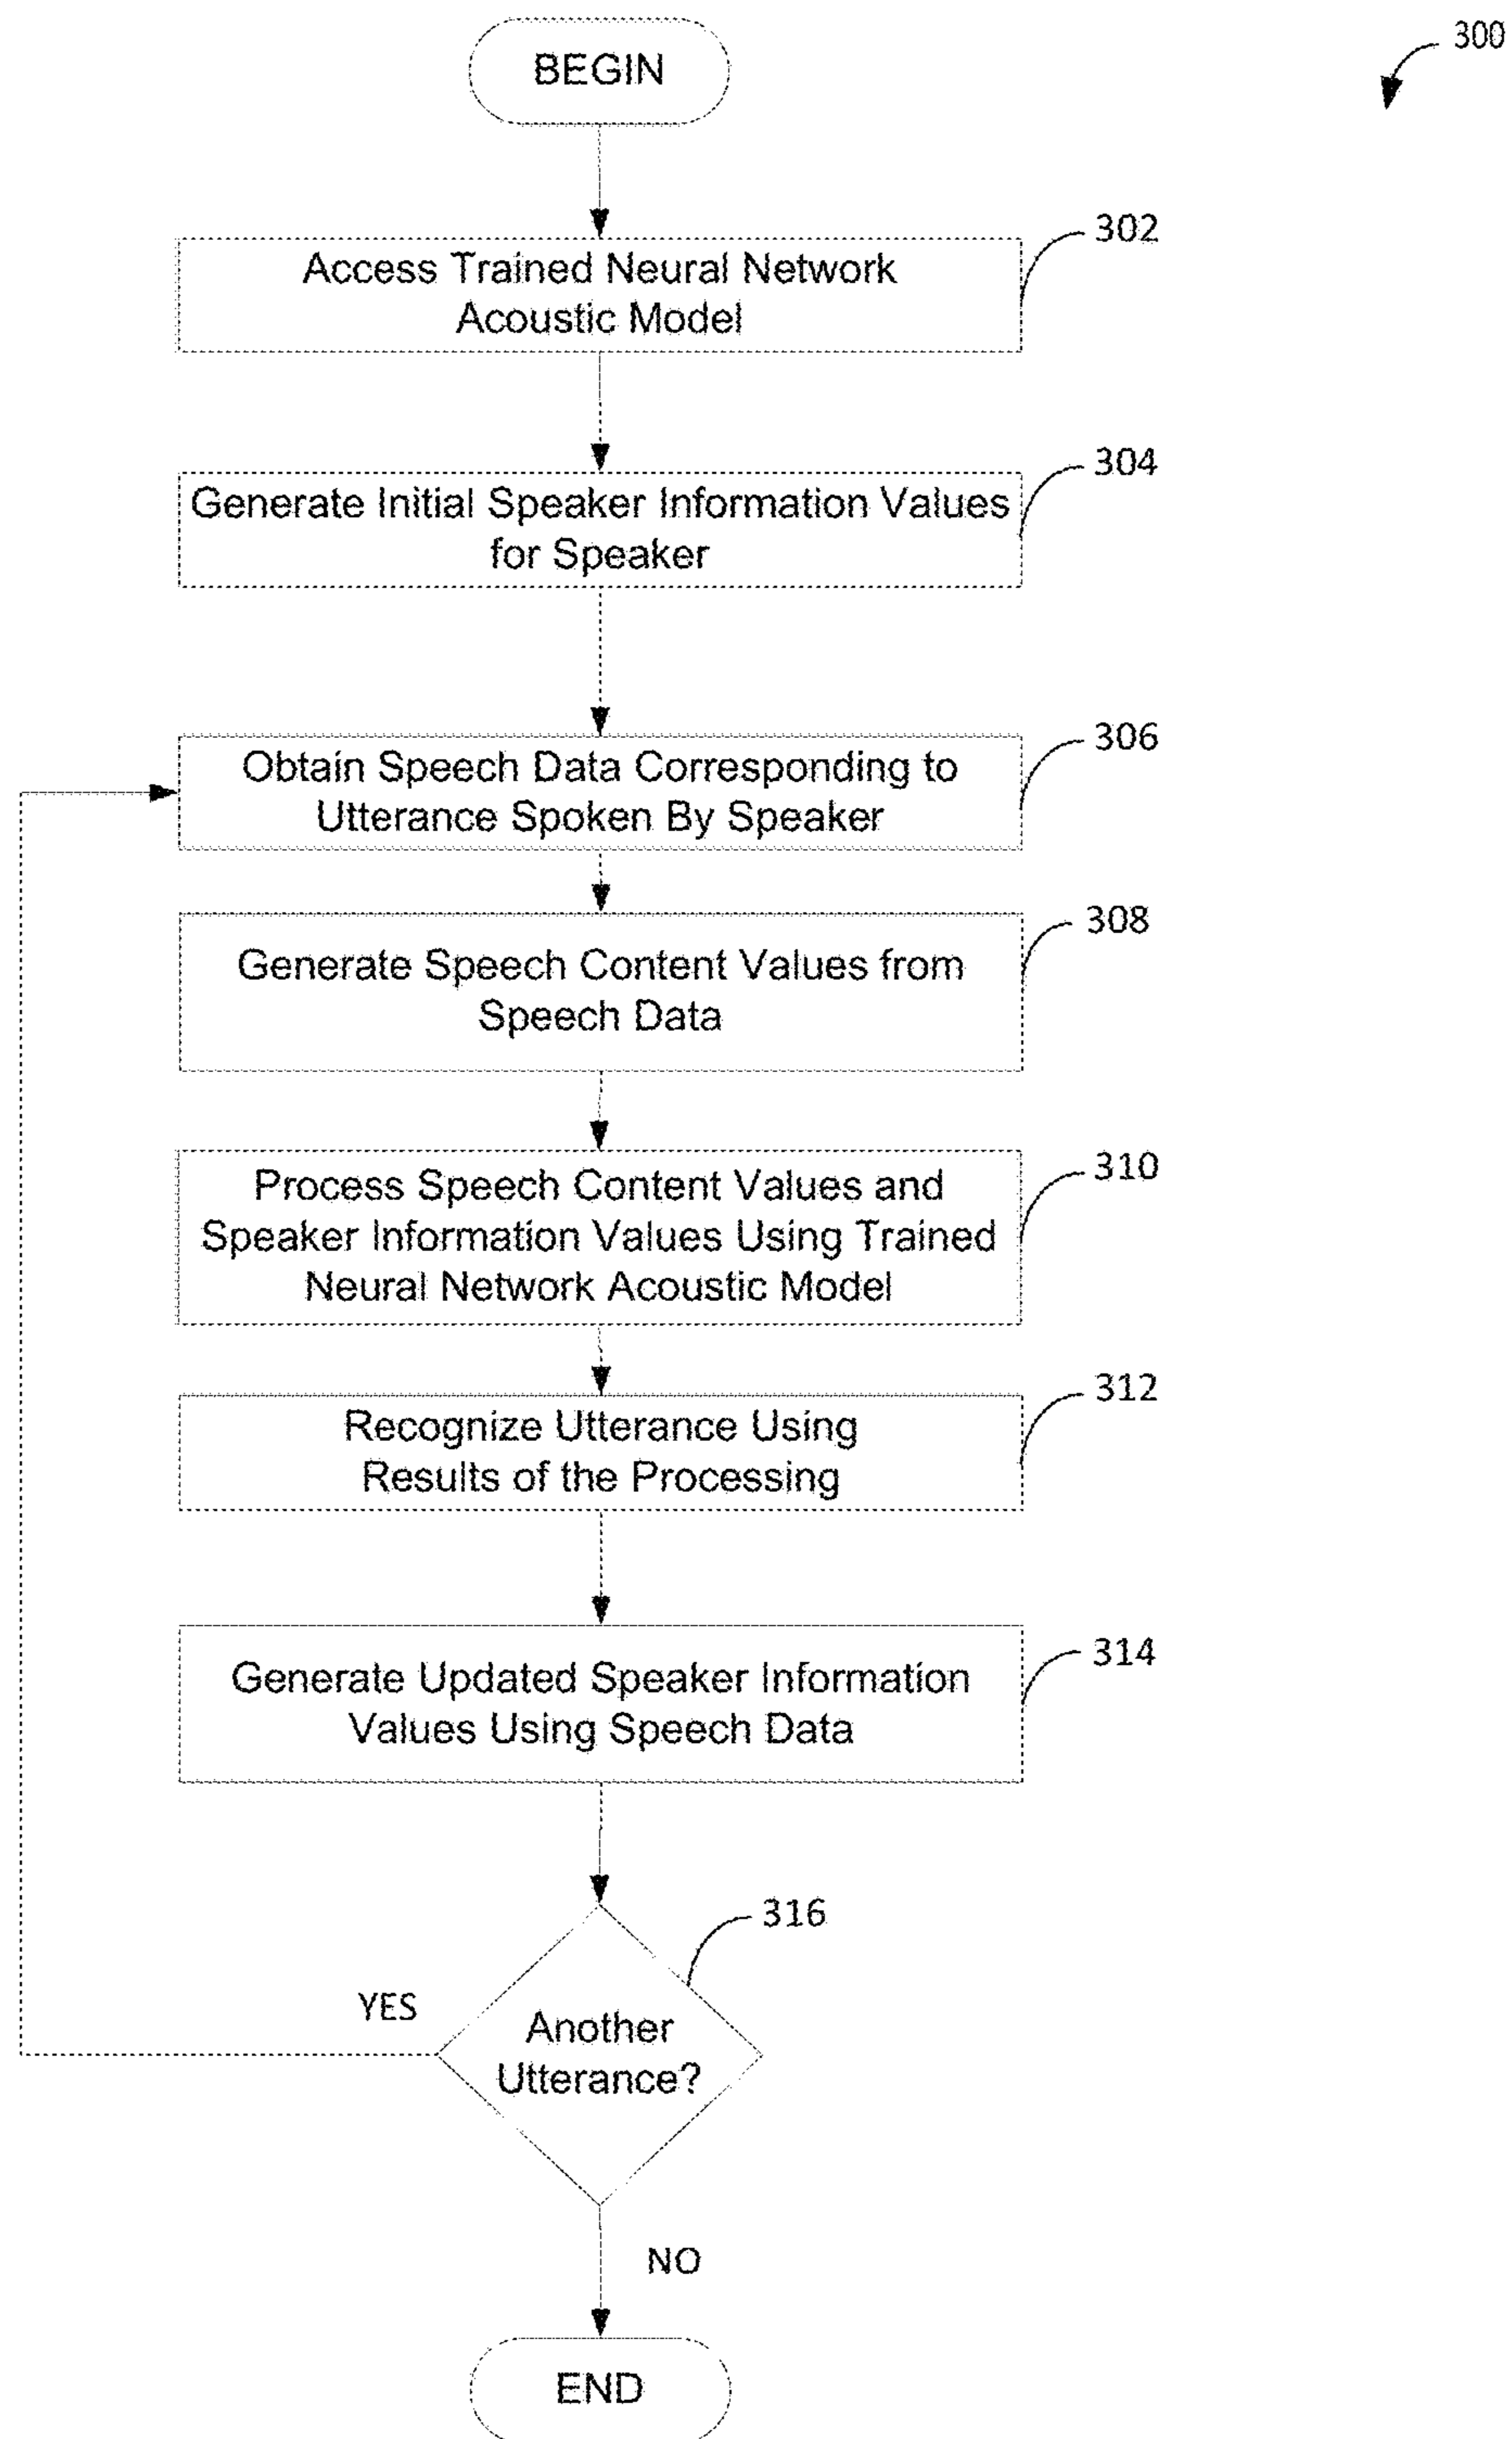 BEGIN
300
302
Access Trained Neural Network
Acoustic Model
304
Generate Initial Speaker Information Values
for Speaker
306
Obtain Speech Data Corresponding to
Utterance Spoken By Speaker
308
Generate Speech Content Values from
Speech Data
310
Process Speech Content Values and
Speaker Information Values Using Trained
Neural Network Acoustic Model
312
Recognize Utterance Using
Results of the Processing
314
Generate Updated Speaker Information
Values Using Speech Data
316
YES
Another
Utterance?
NO
END